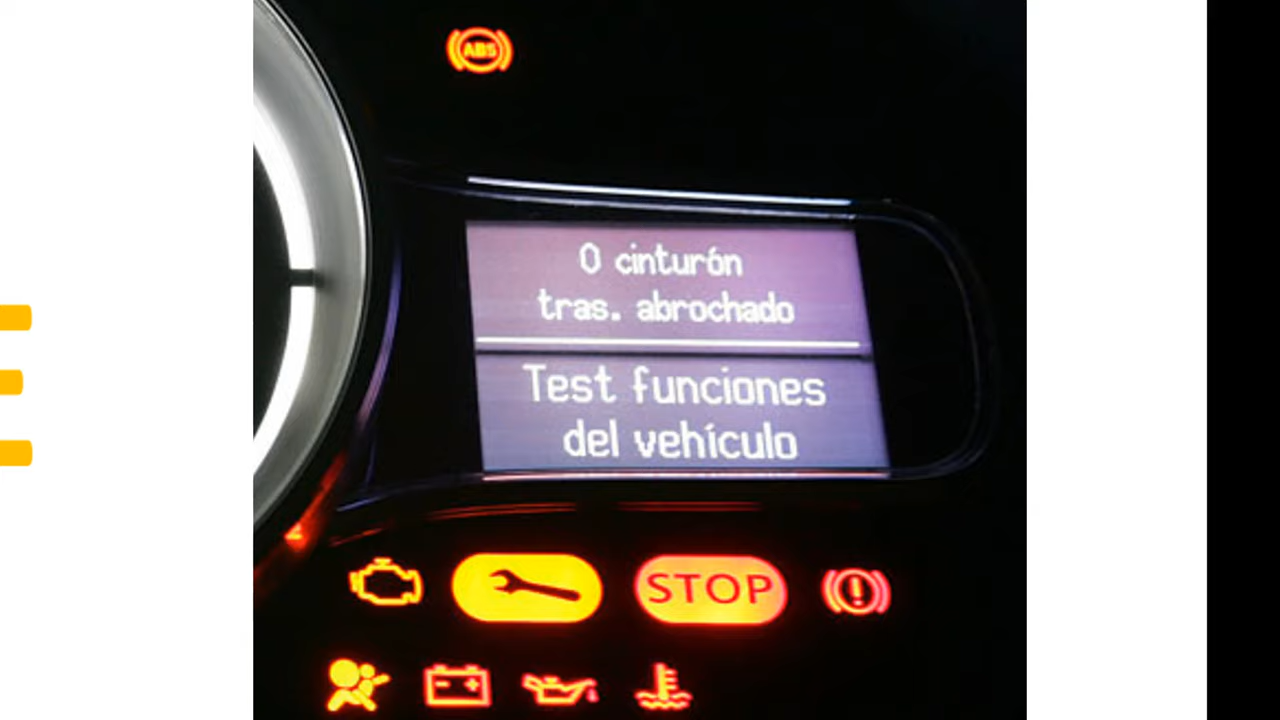 ABS
0 cinturón
tras. abrochado
Test funciones
del vehículo
STOP